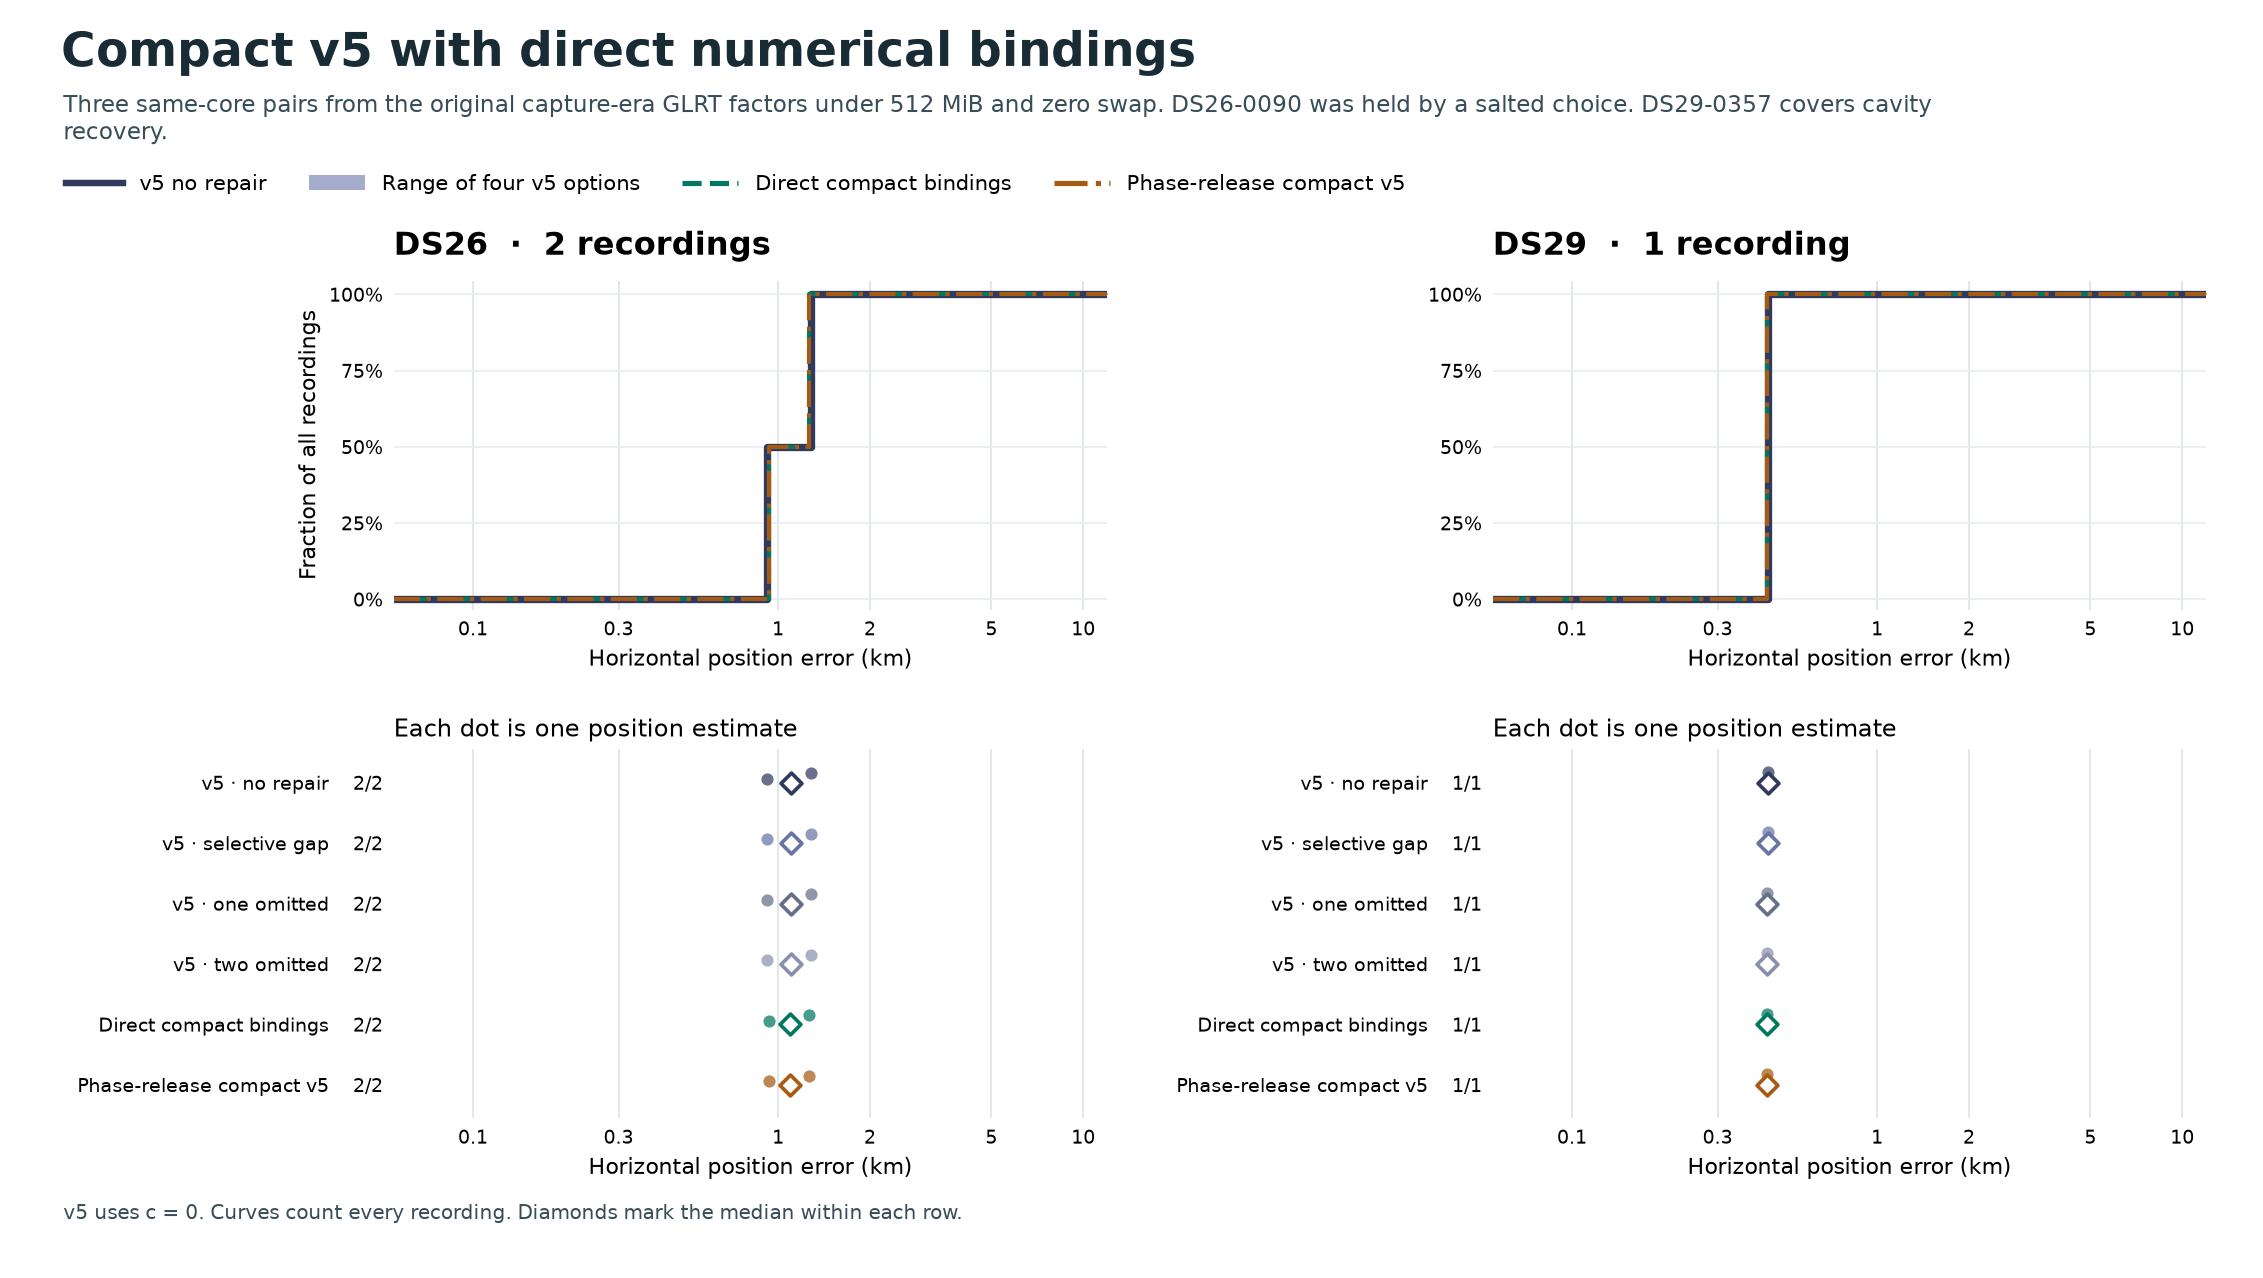 Compact v5 with direct numerical bindings
Three same-core pairs from the original capture-era GLRT factors under 512 MiB and zero swap. DS26-0090 was held by a salted choice. DS29-0357 covers cavity
recovery.
v5 no repair
Range of four v5 options
Direct compact bindings
Phase-release compact v5
DS26 · 2 recordings
Fraction of all recordings
100%
75%
50%
25%
0%
0.1 0.3 1 2 5 10
Horizontal position error (km)
DS29 · 1 recording
100%
75%
50%
25%
0%
0.1 0.3 1 2 5 10
Horizontal position error (km)
Each dot is one position estimate
v5 · no repair 2/2
v5 · selective gap 2/2
v5 · one omitted 2/2
v5 · two omitted 2/2
Direct compact bindings 2/2
Phase-release compact v5 2/2
0.1 0.3 1 2 5 10
Horizontal position error (km)
Each dot is one position estimate
v5 · no repair 1/1
v5 · selective gap 1/1
v5 · one omitted 1/1
v5 · two omitted 1/1
Direct compact bindings 1/1
Phase-release compact v5 1/1
0.1 0.3 1 2 5 10
Horizontal position error (km)
v5 uses c = 0. Curves count every recording. Diamonds mark the median within each row.